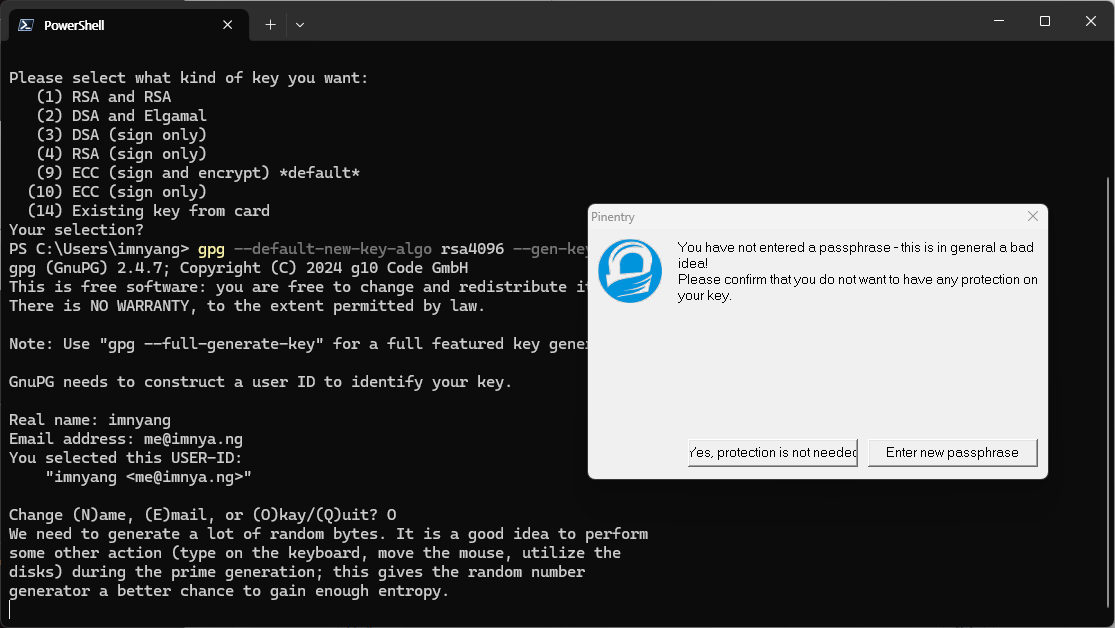 PowerShell
Please select what kind of key you want:
(1) RSA and RSA
(2) DSA and Elgamal
(3) DSA (sign only)
(4) RSA (sign only)
(9) ECC (sign and encrypt) *default*
(10) ECC (sign only)
(14) Existing key from card
Your selection?
PS C:\Users\imnyang> gpg --default-new-key-algo rsa4096 --gen-key
gpg (GnuPG) 2.4.7; Copyright (C) 2024 g10 Code GmbH
This is free software: you are free to change and redistribute i
There is NO WARRANTY, to the extent permitted by law.
Note: Use "gpg --full-generate-key" for a full featured key gene
GnuPG needs to construct a user ID to identify your key.
Real name: imnyang
Email address: me@imnya.ng
You selected this USER-ID:
"imnyang <me@imnya.ng>"
Change (N)ame, (E)mail, or (O)kay/(Q)uit? O
We need to generate a lot of random bytes. It is a good idea to perform
some other action (type on the keyboard, move the mouse, utilize the
disks) during the prime generation; this gives the random number
generator a better chance to gain enough entropy.
Pinentry
You have not entered a passphrase - this is in general a bad
idea!
Please confirm that you do not want to have any protection on
your key.
Yes, protection is not needed
Enter new passphrase